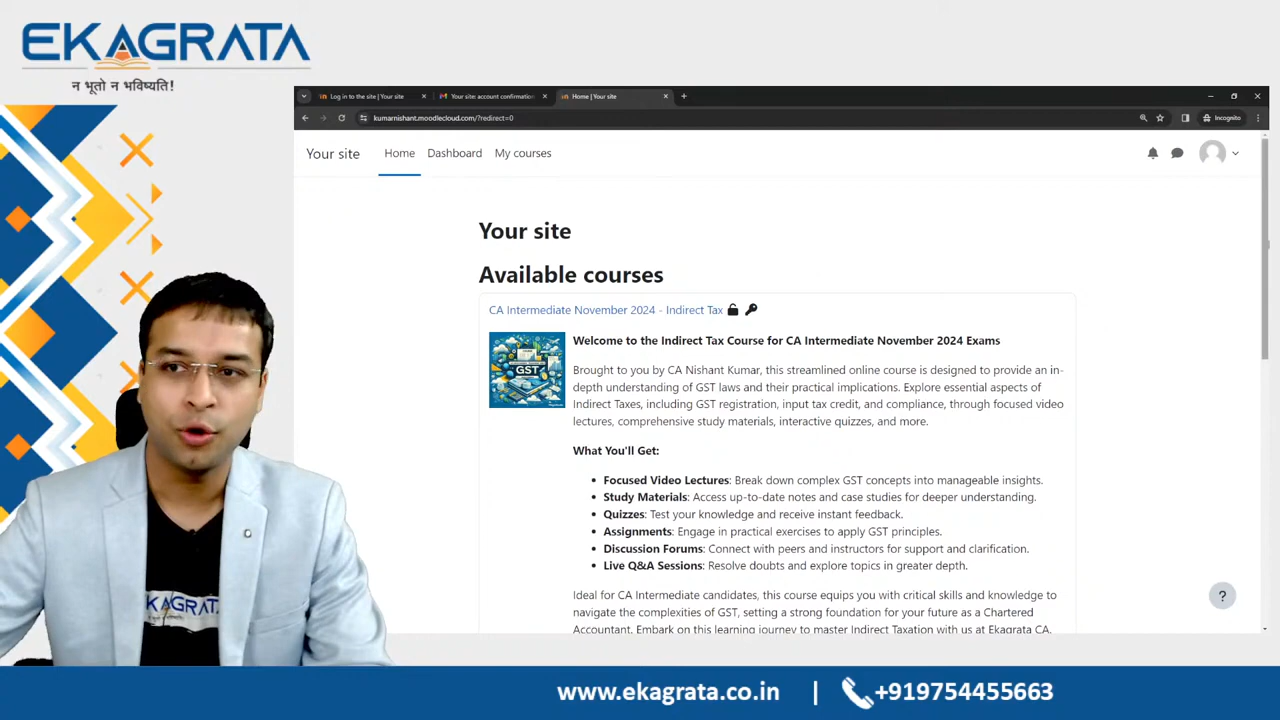 EKAGRATA
न भूतो न भविष्यति!
Log in to the site | Your site
Your site: account confirmation
Home | Your site
kumarnishant.moodlecloud.com/?redirect=0
Incognito
Your site
Home
Dashboard
My courses
Your site
Available courses
CA Intermediate November 2024 - Indirect Tax
GST
Welcome to the Indirect Tax Course for CA Intermediate November 2024 Exams
Brought to you by CA Nishant Kumar, this streamlined online course is designed to provide an in-
depth understanding of GST laws and their practical implications. Explore essential aspects of
Indirect Taxes, including GST registration, input tax credit, and compliance, through focused video
lectures, comprehensive study materials, interactive quizzes, and more.
What You'll Get:
Focused Video Lectures: Break down complex GST concepts into manageable insights.
Study Materials: Access up-to-date notes and case studies for deeper understanding.
Quizzes: Test your knowledge and receive instant feedback.
Assignments: Engage in practical exercises to apply GST principles.
Discussion Forums: Connect with peers and instructors for support and clarification.
Live Q&A Sessions: Resolve doubts and explore topics in greater depth.
Ideal for CA Intermediate candidates, this course equips you with critical skills and knowledge to
navigate the complexities of GST, setting a strong foundation for your future as a Chartered
Accountant. Embark on this learning journey to master Indirect Taxation with us at Ekagrata CA.
?
EKAGRATA
www.ekagrata.co.in | +919754455663